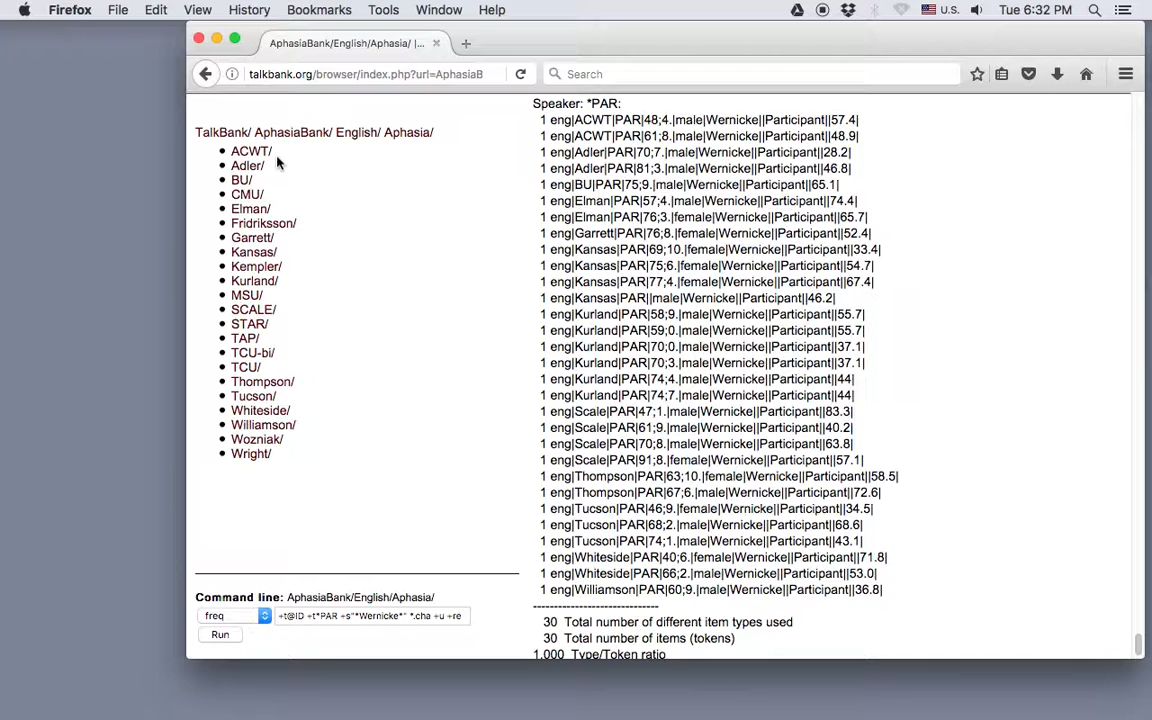 Firefox File Edit View History Bookmarks Tools Window Help U.S. Tue 6:32 PM
AphasiaBank/English/Aphasia/ |...
talkbank.org/browser/index.php?url=AphasiaB
Search
TalkBank/ AphasiaBank/ English/ Aphasia/
ACWT/
Adler/
BU/
CMU/
Elman/
Fridriksson/
Garrett/
Kansas/
Kempler/
Kurland/
MSU/
SCALE/
STAR/
TAP/
TCU-bi/
TCU/
Thompson/
Tucson/
Whiteside/
Williamson/
Wozniak/
Wright/
Command line: AphasiaBank/English/Aphasia/
freq
+t@ID +t*PAR +s"*Wernicke*" *.cha +u +re
Run
Speaker: *PAR:
1 eng|ACWT|PAR|48;4.|male|Wernicke||Participant||57.4|
1 eng|ACWT|PAR|61;8.|male|Wernicke||Participant||48.9|
1 eng|Adler|PAR|70;7.|male|Wernicke||Participant||28.2|
1 eng|Adler|PAR|81;3.|male|Wernicke||Participant||46.8|
1 eng|BU|PAR|75;9.|male|Wernicke||Participant||65.1|
1 eng|Elman|PAR|57;4.|male|Wernicke||Participant||74.4|
1 eng|Elman|PAR|76;3.|female|Wernicke||Participant||65.7|
1 eng|Garrett|PAR|76;8.|female|Wernicke||Participant||52.4|
1 eng|Kansas|PAR|69;10.|female|Wernicke||Participant||33.4|
1 eng|Kansas|PAR|75;6.|female|Wernicke||Participant||54.7|
1 eng|Kansas|PAR|77;4.|female|Wernicke||Participant||67.4|
1 eng|Kansas|PAR||male|Wernicke||Participant||46.2|
1 eng|Kurland|PAR|58;9.|male|Wernicke||Participant||55.7|
1 eng|Kurland|PAR|59;0.|male|Wernicke||Participant||55.7|
1 eng|Kurland|PAR|70;0.|male|Wernicke||Participant||37.1|
1 eng|Kurland|PAR|70;3.|male|Wernicke||Participant||37.1|
1 eng|Kurland|PAR|74;4.|male|Wernicke||Participant||44|
1 eng|Kurland|PAR|74;7.|male|Wernicke||Participant||44|
1 eng|Scale|PAR|47;1.|male|Wernicke||Participant||83.3|
1 eng|Scale|PAR|61;9.|male|Wernicke||Participant||40.2|
1 eng|Scale|PAR|70;8.|male|Wernicke||Participant||63.8|
1 eng|Scale|PAR|91;8.|female|Wernicke||Participant||57.1|
1 eng|Thompson|PAR|63;10.|female|Wernicke||Participant||58.5|
1 eng|Thompson|PAR|67;6.|male|Wernicke||Participant||72.6|
1 eng|Tucson|PAR|46;9.|female|Wernicke||Participant||34.5|
1 eng|Tucson|PAR|68;2.|male|Wernicke||Participant||68.6|
1 eng|Tucson|PAR|74;1.|male|Wernicke||Participant||43.1|
1 eng|Whiteside|PAR|40;6.|female|Wernicke||Participant||71.8|
1 eng|Whiteside|PAR|66;2.|male|Wernicke||Participant||53.0|
1 eng|Williamson|PAR|60;9.|male|Wernicke||Participant||36.8|
------------------------------
30 Total number of different item types used
30 Total number of items (tokens)
1.000 Type/Token ratio